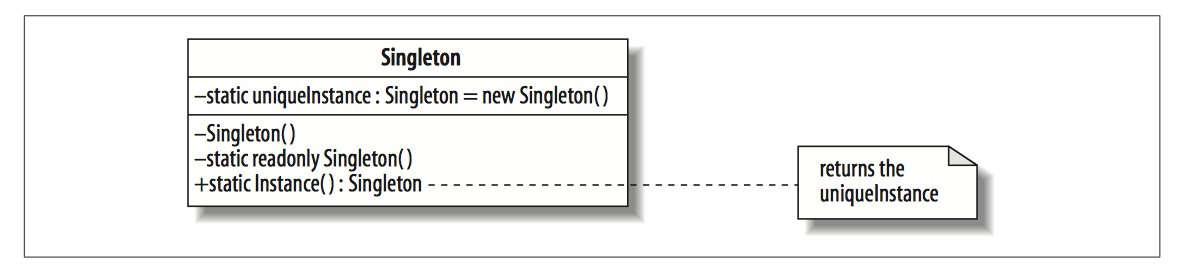 Singleton
–static uniqueInstance : Singleton = new Singleton( )
–Singleton( )
–static readonly Singleton( )
+static Instance( ) : Singleton
returns the
uniqueInstance